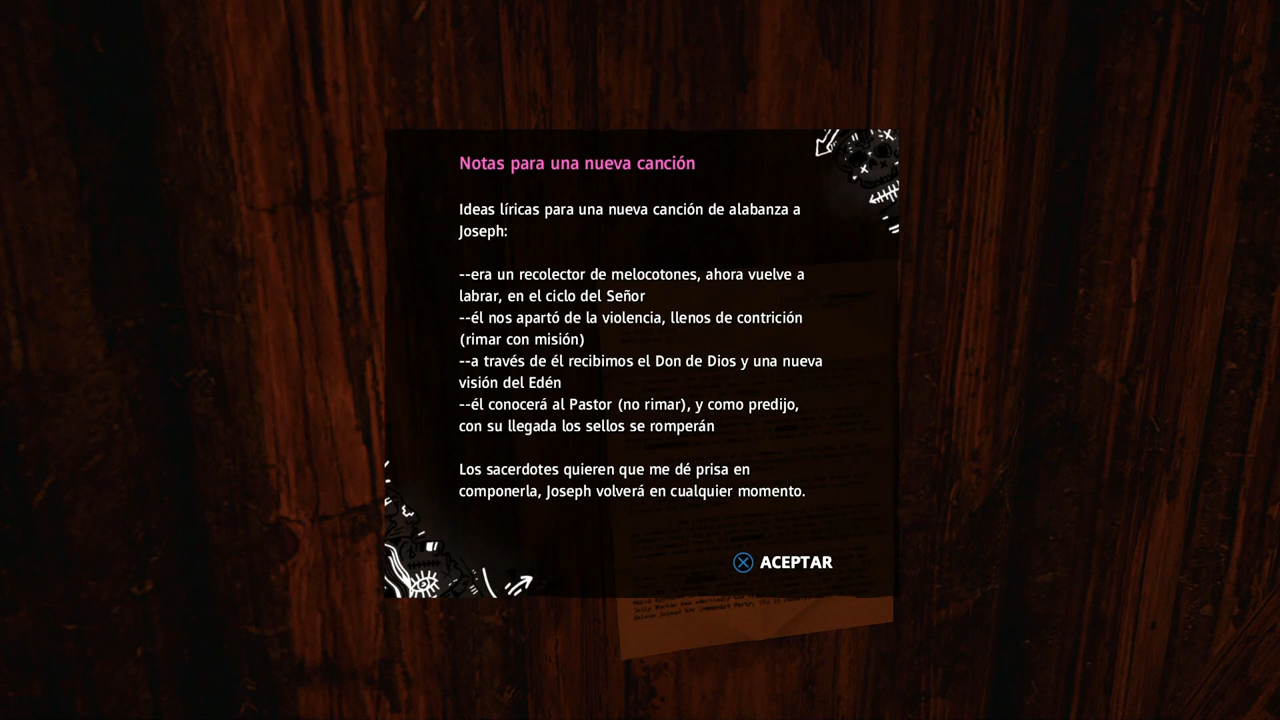 Notas para una nueva canción
Ideas líricas para una nueva canción de alabanza a
Joseph:
--era un recolector de melocotones, ahora vuelve a
labrar, en el ciclo del Señor
--él nos apartó de la violencia, llenos de contrición
(rimar con misión)
--a través de él recibimos el Don de Dios y una nueva
visión del Edén
--él conocerá al Pastor (no rimar), y como predijo,
con su llegada los sellos se romperán
Los sacerdotes quieren que me dé prisa en
componerla, Joseph volverá en cualquier momento.
ACEPTAR